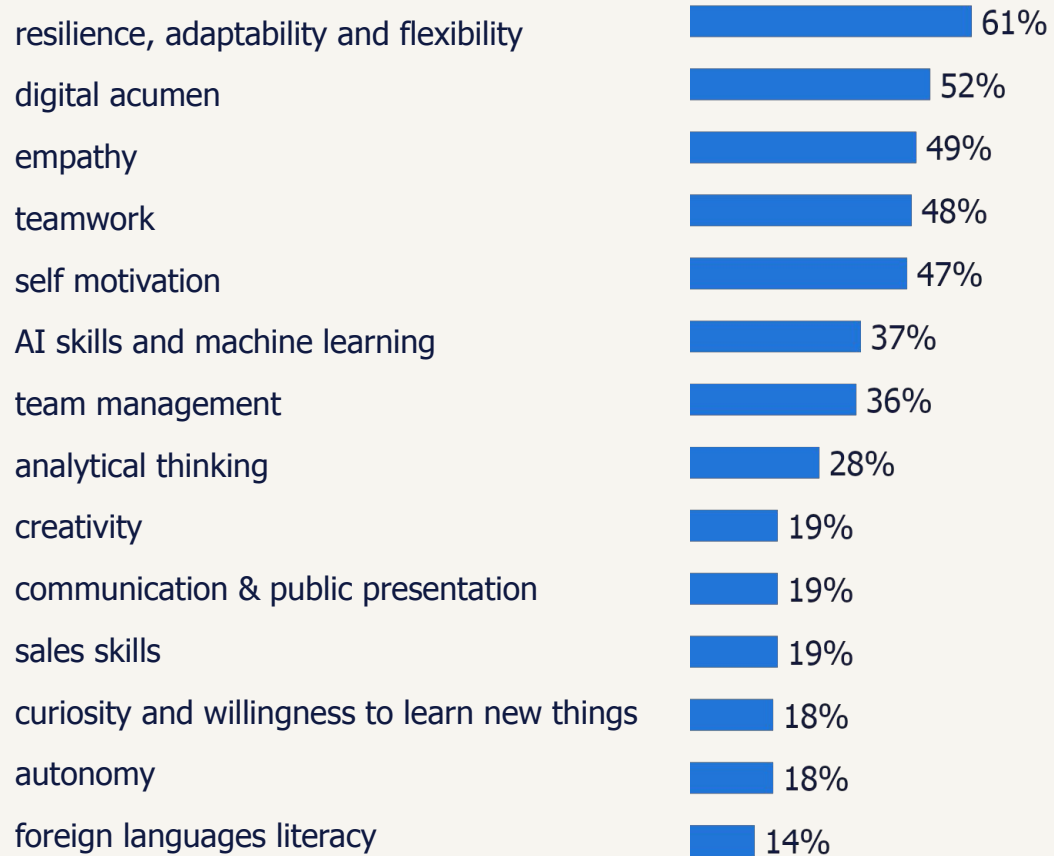 resilience, adaptability and flexibility 61%
digital acumen 52%
empathy 49%
teamwork 48%
self motivation 47%
AI skills and machine learning 37%
team management 36%
analytical thinking 28%
creativity 19%
communication & public presentation 19%
sales skills 19%
curiosity and willingness to learn new things 18%
autonomy 18%
foreign languages literacy 14%